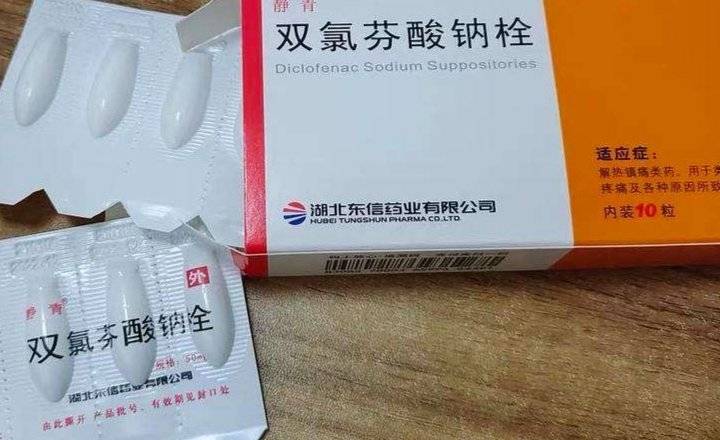 静青
双氯芬酸钠栓
Diclofenac Sodium Suppositories
适应症：
解热镇痛类药。用于类
疼痛及各种原因所致
内装10粒
湖北东信药业有限公司
HUBEI TUNGSHUN PHARMA CO.LTD.
静青®
外
双氯芬酸钠栓
规格：50m
湖北东信药业有限公司
由此撕开 产品批号、有效期见封口处